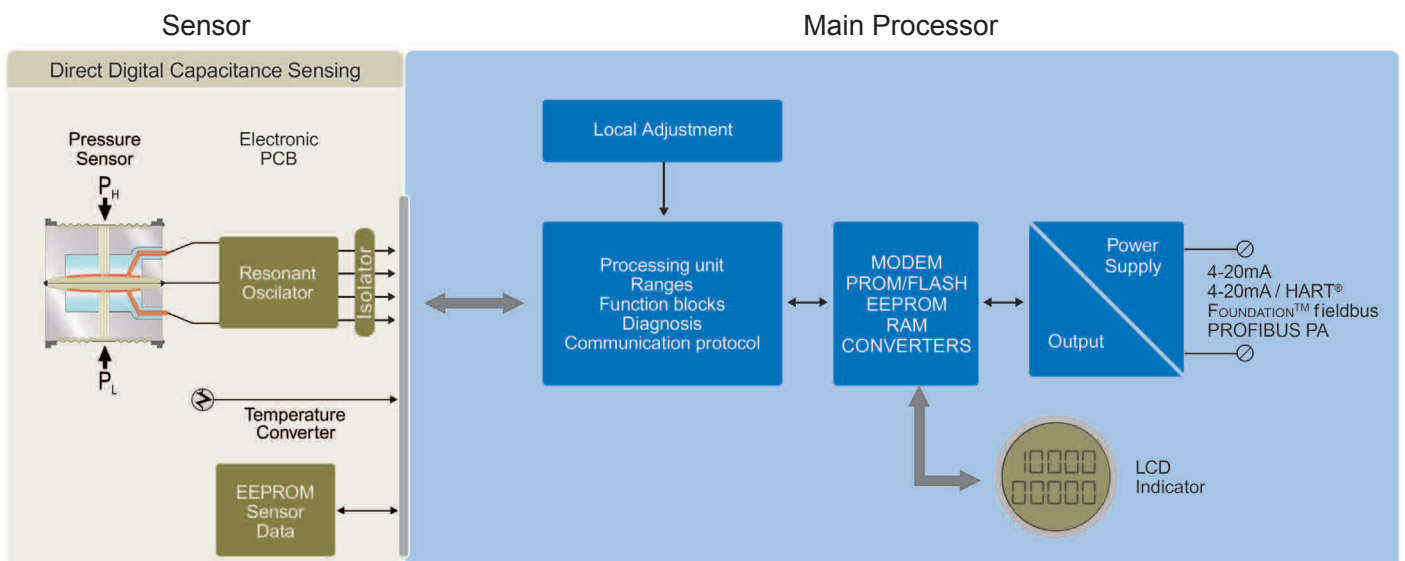 Sensor
Main Processor
Direct Digital Capacitance Sensing
Pressure
Sensor
Electronic
PCB
PH
Resonant
Oscilator
Isolator
PL
Temperature
Converter
EEPROM
Sensor
Data
Local Adjustment
Processing unit
Ranges
Function blocks
Diagnosis
Communication protocol
MODEM
PROM/FLASH
EEPROM
RAM
CONVERTERS
Power
Supply
Output
4-20mA
4-20mA / HART®
FOUNDATION™ fieldbus
PROFIBUS PA
10000
00000
LCD
Indicator